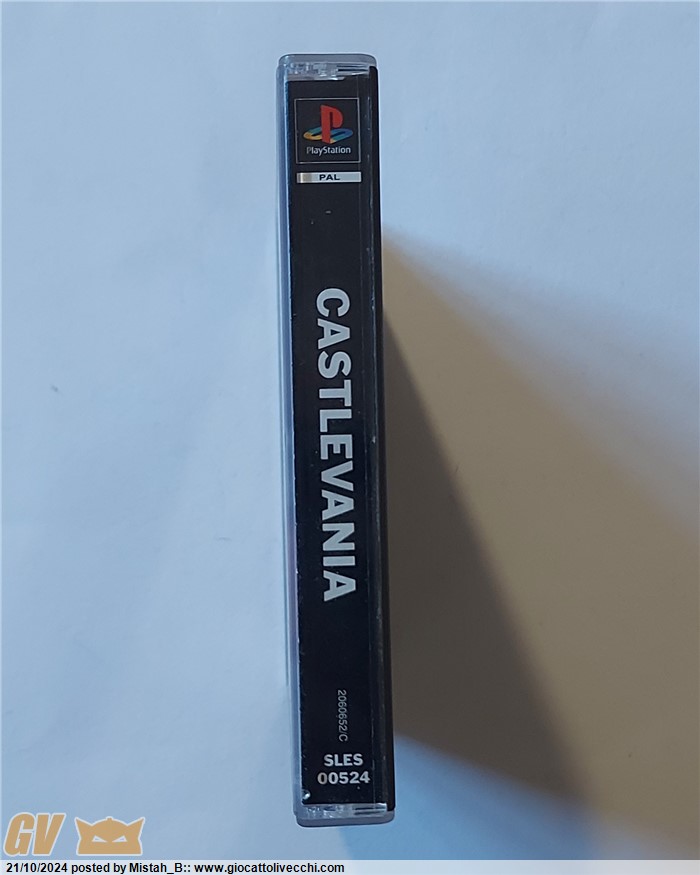 PlayStation
PAL
CASTLEVANIA
2060652/C
SLES
00524
GV
21/10/2024 posted by Mistah_B:: www.giocattolivecchi.com